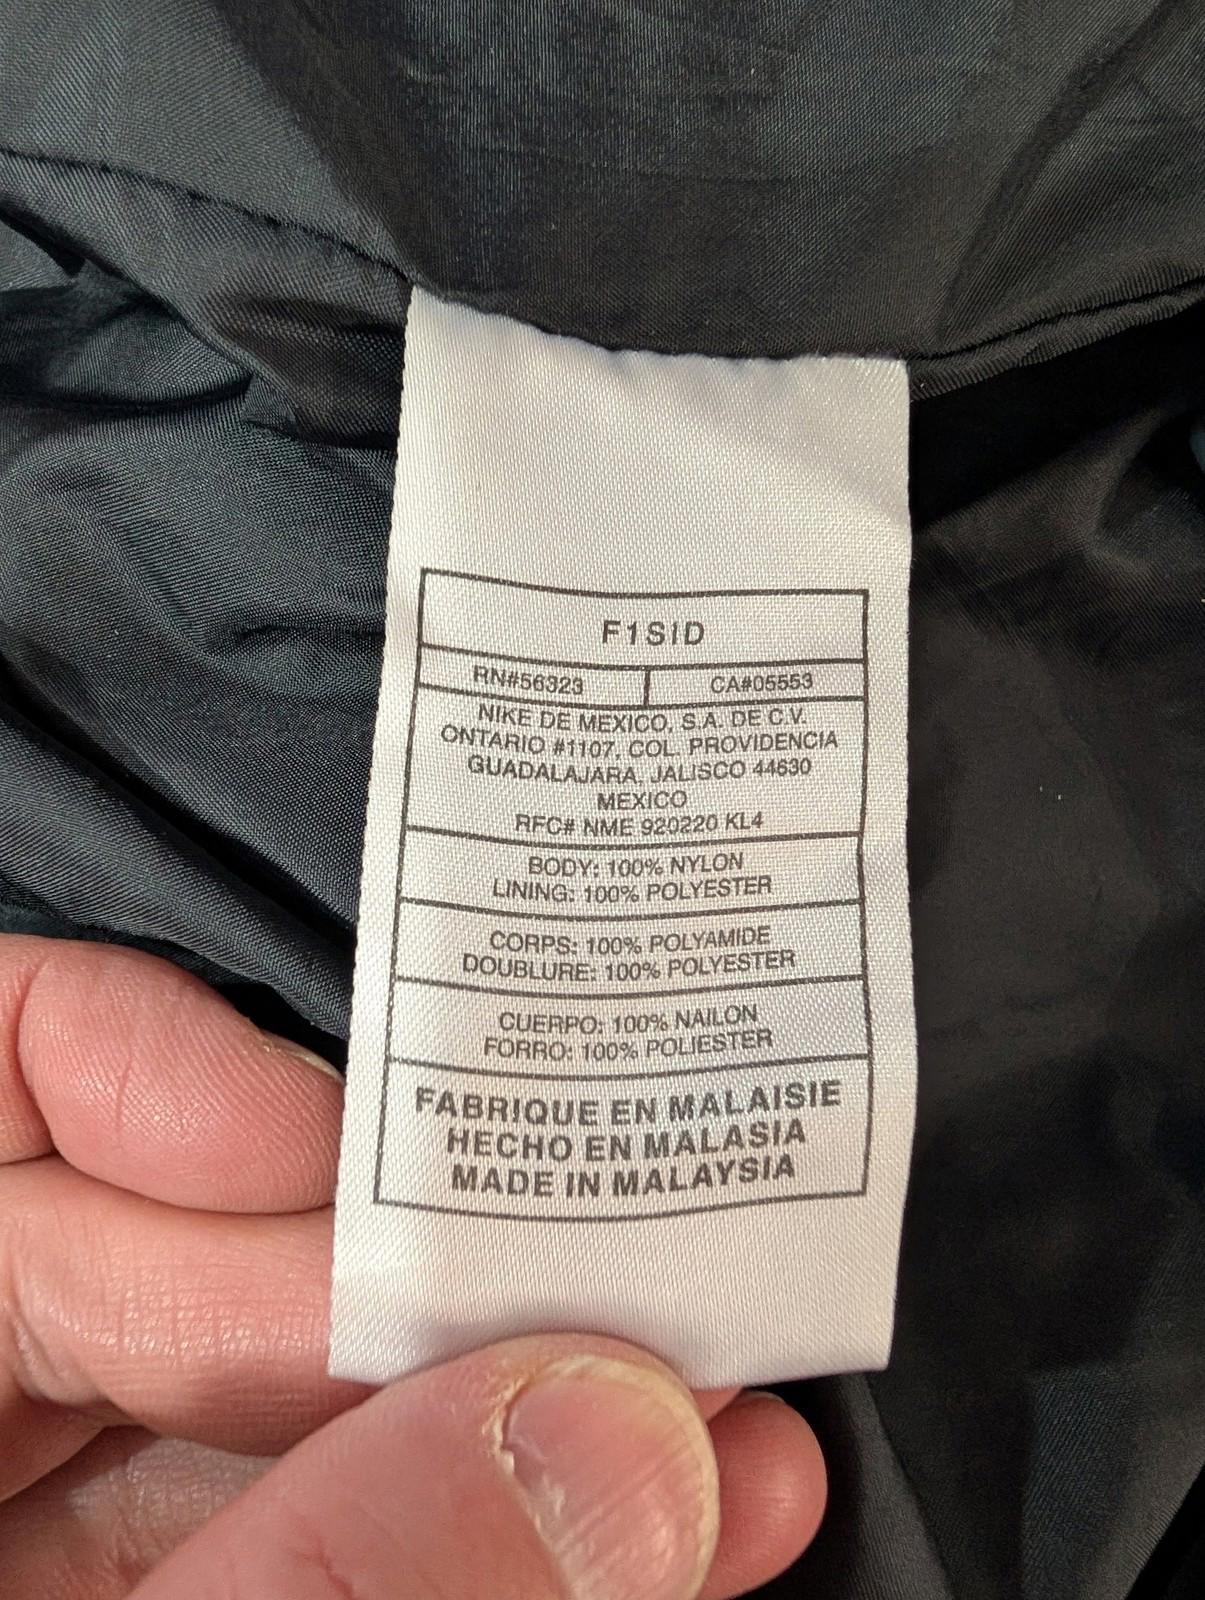 F1SID
RN#56323 CA#05553
NIKE DE MEXICO, S.A. DE C.V.
ONTARIO #1107, COL. PROVIDENCIA
GUADALAJARA, JALISCO 44630
MEXICO
RFC# NME 920220 KL4
BODY: 100% NYLON
LINING: 100% POLYESTER
CORPS: 100% POLYAMIDE
DOUBLURE: 100% POLYESTER
CUERPO: 100% NAILON
FORRO: 100% POLIESTER
FABRIQUE EN MALAISIE
HECHO EN MALASIA
MADE IN MALAYSIA